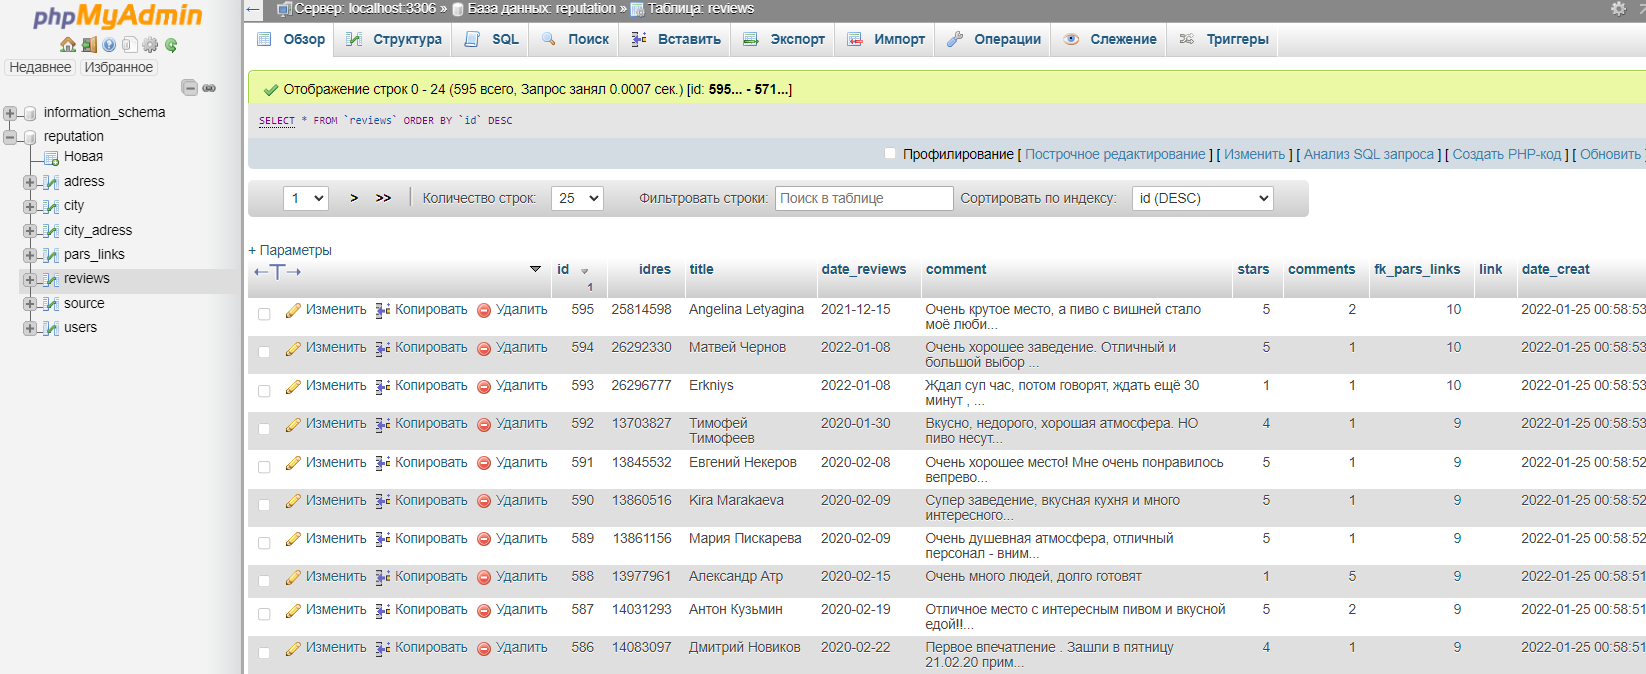 phpMyAdmin
Недавнее Избранное
information_schema
reputation
Новая
adress
city
city_adress
pars_links
reviews
source
users
Сервер: localhost:3306 » База данных: reputation » Таблица: reviews
Обзор Структура SQL Поиск Вставить Экспорт Импорт Операции Слежение Триггеры
Отображение строк 0 - 24 (595 всего, Запрос занял 0.0007 сек.) [id: 595... - 571...]
SELECT * FROM `reviews` ORDER BY `id` DESC
Профилирование [ Построчное редактирование ] [ Изменить ] [ Анализ SQL запроса ] [ Создать PHP-код ] [ Обновить ]
1 > >> Количество строк: 25 Фильтровать строки: Поиск в таблице Сортировать по индексу: id (DESC)
+ Параметры
←T→ id 1 idres title date_reviews comment stars comments fk_pars_links link date_creat
Изменить Копировать Удалить 595 25814598 Angelina Letyagina 2021-12-15 Очень крутое место, а пиво с вишней стало 5 2 10 2022-01-25 00:58:53
моё люби...
Изменить Копировать Удалить 594 26292330 Матвей Чернов 2022-01-08 Очень хорошее заведение. Отличный и 5 1 10 2022-01-25 00:58:53
большой выбор ...
Изменить Копировать Удалить 593 26296777 Erkniys 2022-01-08 Ждал суп час, потом говорят, ждать ещё 30 1 1 10 2022-01-25 00:58:53
минут , ...
Изменить Копировать Удалить 592 13703827 Тимофей 2020-01-30 Вкусно, недорого, хорошая атмосфера. НО 4 1 9 2022-01-25 00:58:53
Тимофеев пиво несут...
Изменить Копировать Удалить 591 13845532 Евгений Некеров 2020-02-08 Очень хорошее место! Мне очень понравилось 5 1 9 2022-01-25 00:58:52
вепрево...
Изменить Копировать Удалить 590 13860516 Kira Marakaeva 2020-02-09 Супер заведение, вкусная кухня и много 5 1 9 2022-01-25 00:58:52
интересного...
Изменить Копировать Удалить 589 13861156 Мария Пискарева 2020-02-09 Очень душевная атмосфера, отличный 5 1 9 2022-01-25 00:58:52
персонал - вним...
Изменить Копировать Удалить 588 13977961 Александр Атр 2020-02-15 Очень много людей, долго готовят 1 5 9 2022-01-25 00:58:51
Изменить Копировать Удалить 587 14031293 Антон Кузьмин 2020-02-19 Отличное место с интересным пивом и вкусной 5 2 9 2022-01-25 00:58:51
едой!!...
Изменить Копировать Удалить 586 14083097 Дмитрий Новиков 2020-02-22 Первое впечатление . Зашли в пятницу 4 1 9 2022-01-25 00:58:51
21.02.20 прим...